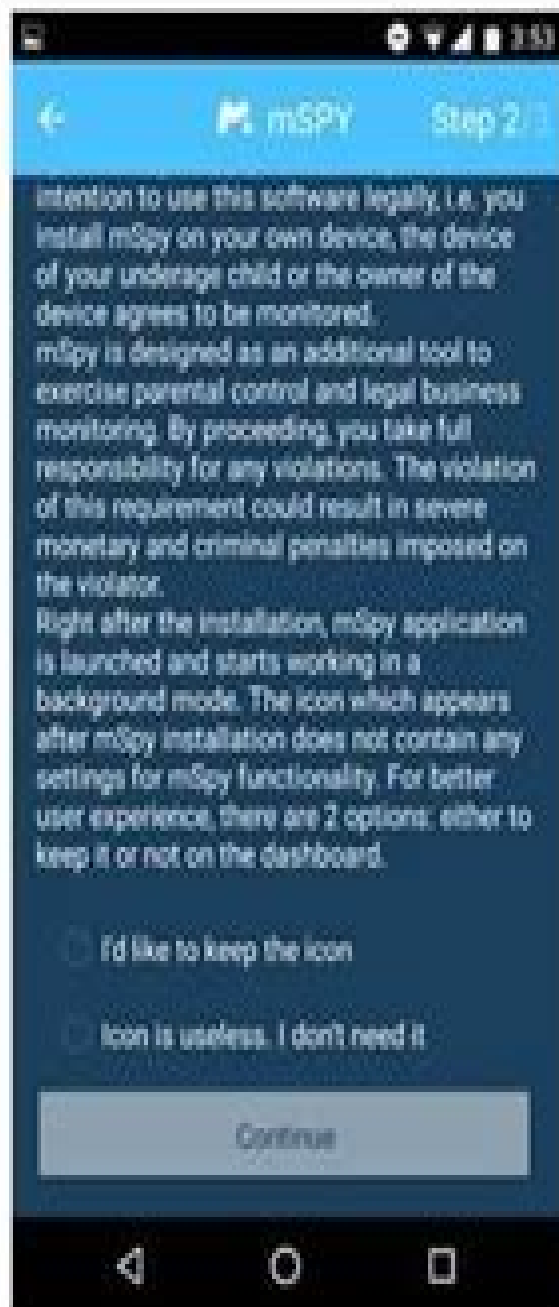 3:53
mSPY Step 2
intention to use this software legally, i.e. you
install mSpy on your own device, the device
of your underage child or the owner of the
device agrees to be monitored.
mSpy is designed as an additional tool to
exercise parental control and legal business
monitoring. By proceeding, you take full
responsibility for any violations. The violation
of this requirement could result in severe
monetary and criminal penalties imposed on
the violator.
Right after the installation, mSpy application
is launched and starts working in a
background mode. The icon which appears
after mSpy installation does not contain any
settings for mSpy functionality. For better
user experience, there are 2 options: either to
keep it or not on the dashboard.
I'd like to keep the icon
Icon is useless. I don't need it
Continue